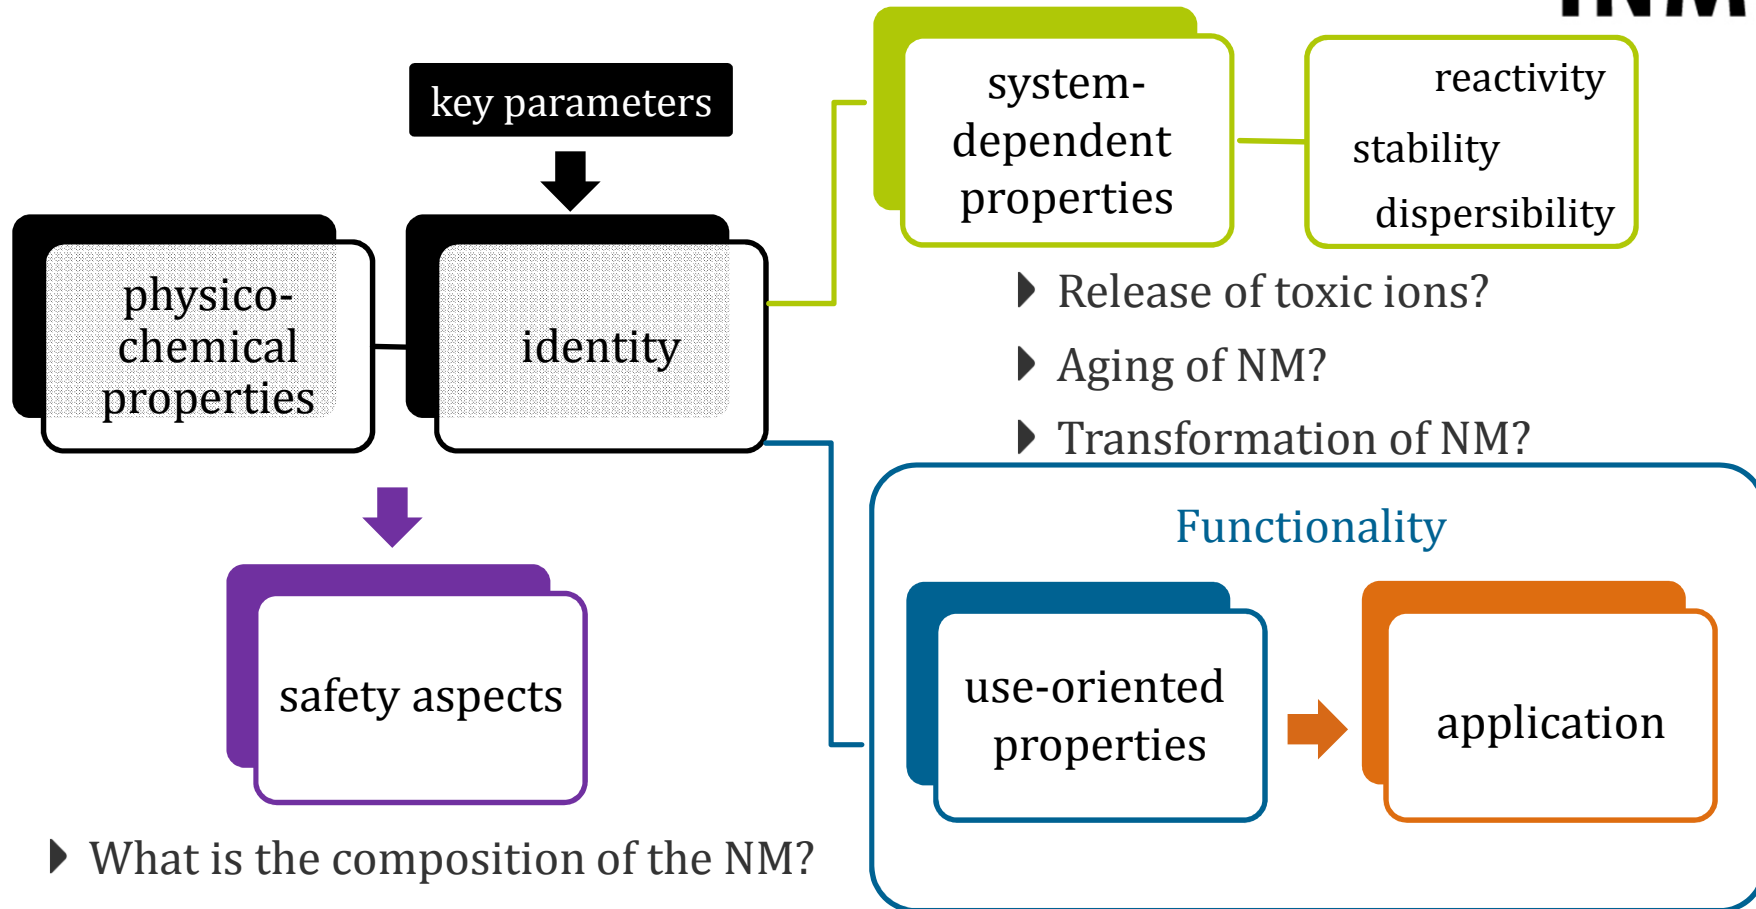 INM
key parameters
system-
dependent
properties
reactivity
stability
dispersibility
physico-
chemical
properties
identity
Release of toxic ions?
Aging of NM?
Transformation of NM?
Functionality
safety aspects
use-oriented
properties
application
What is the composition of the NM?